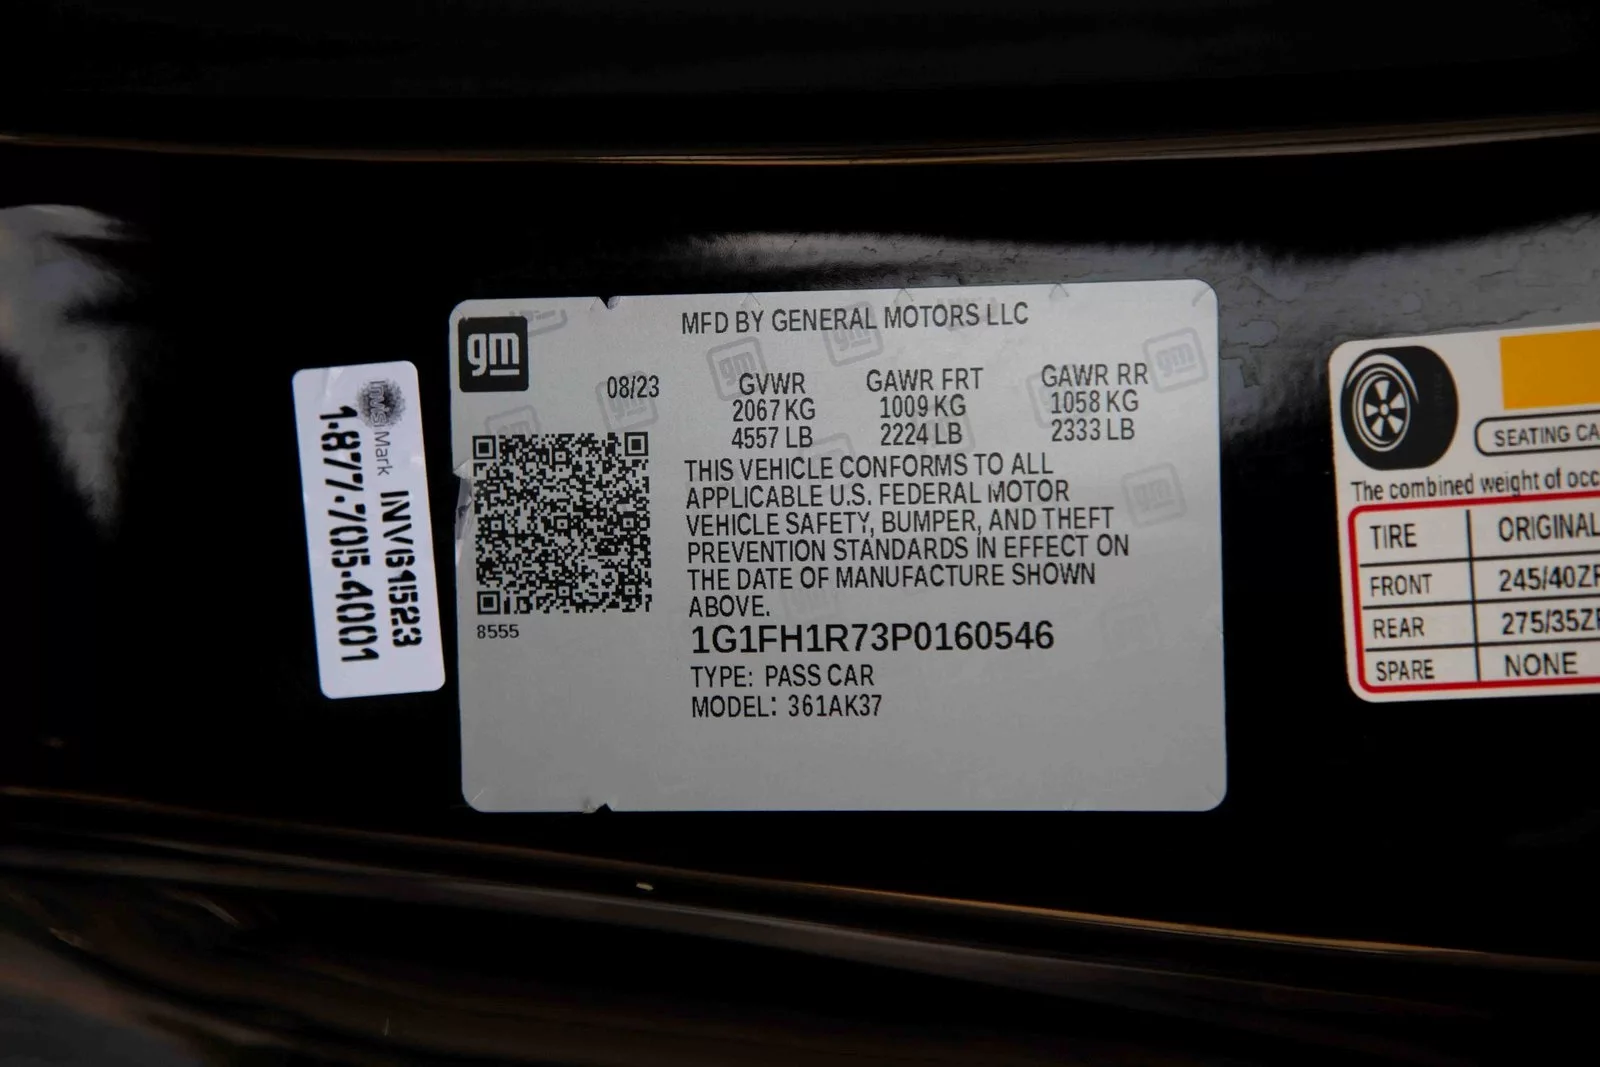 InVisiMark INV61523
1-877-705-4001
gm
MFD BY GENERAL MOTORS LLC
08/23 GVWR GAWR FRT GAWR RR
2067 KG 1009 KG 1058 KG
4557 LB 2224 LB 2333 LB
THIS VEHICLE CONFORMS TO ALL
APPLICABLE U.S. FEDERAL MOTOR
VEHICLE SAFETY, BUMPER, AND THEFT
PREVENTION STANDARDS IN EFFECT ON
THE DATE OF MANUFACTURE SHOWN
ABOVE.
8555
1G1FH1R73P0160546
TYPE: PASS CAR
MODEL: 361AK37
SEATING CA
The combined weight of occ
TIRE ORIGINAL
FRONT 245/40ZR
REAR 275/35ZR
SPARE NONE